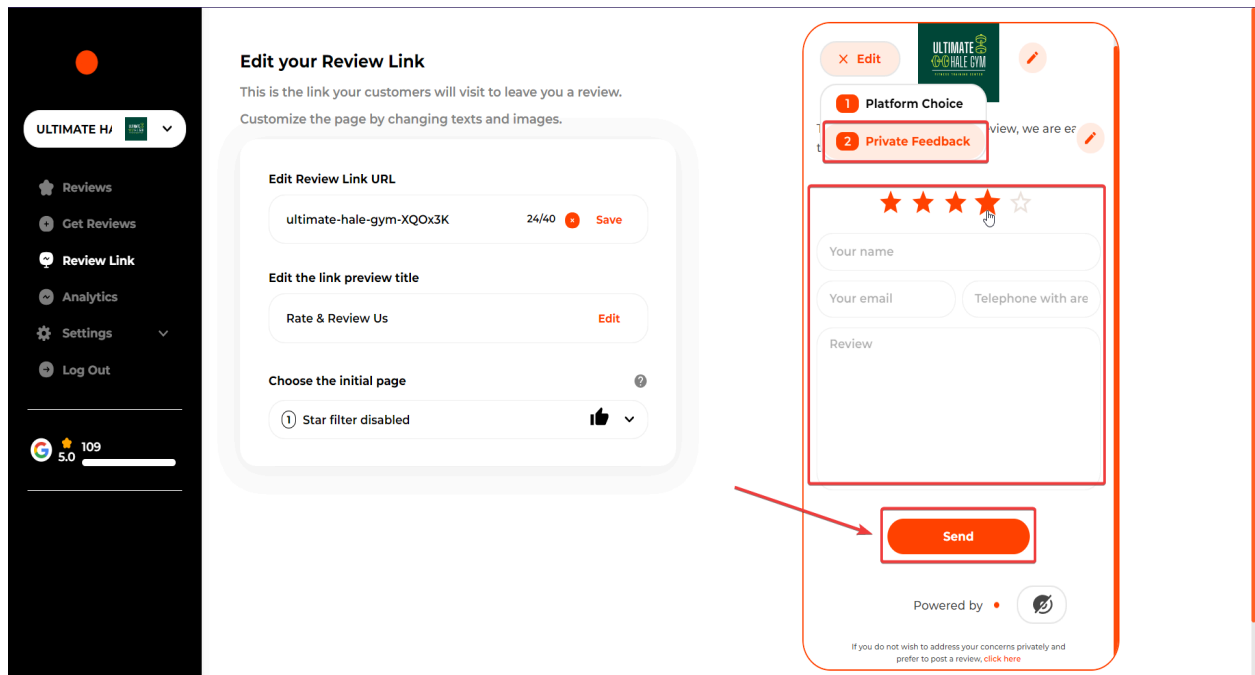 ULTIMATE HA
Reviews
Get Reviews
Review Link
Analytics
Settings
Log Out
109
5.0
Edit your Review Link
This is the link your customers will visit to leave you a review.
Customize the page by changing texts and images.
Edit Review Link URL
ultimate-hale-gym-XQOx3K 24/40 Save
Edit the link preview title
Rate & Review Us Edit
Choose the initial page
1 Star filter disabled
Edit
ULTIMATE
HALE GYM
FITNESS TRAINING CENTER
1 Platform Choice
2 Private Feedback
view, we are ea
Your name
Your email Telephone with are
Review
Send
Powered by
If you do not wish to address your concerns privately and
prefer to post a review, click here